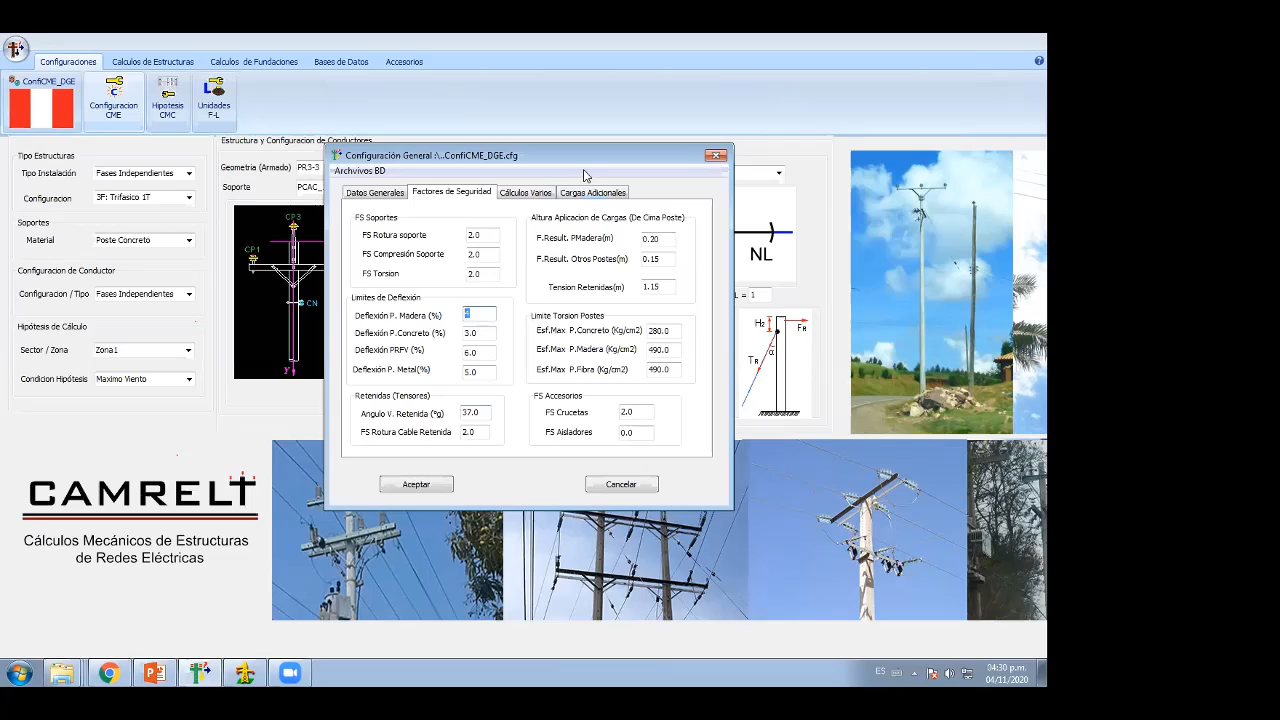 Configuraciones Calculos de Estructuras Calculos de Fundaciones Bases de Datos Accesorios
ConfiCME_DGE
Configuracion CME
Hipotesis CMC
Unidades F-L
Tipo Estructuras
Tipo Instalación Fases Independientes
Configuracion 3F: Trifasico 1T
Soportes
Material Poste Concreto
Configuracion de Conductor
Configuracion / Tipo Fases Independientes
Hipótesis de Cálculo
Sector / Zona Zona1
Condicion Hipótesis Maximo Viento
Estructura y Configuracion de Conductores
Geometria (Armado) PR3-3
Soporte PCAC_
CP3
CP1
CN
Y
Configuración General :\...ConfiCME_DGE.cfg
Archvivos BD
Datos Generales Factores de Seguridad Cálculos Varios Cargas Adicionales
FS Soportes
FS Rotura soporte 2.0
FS Compresión Soporte 2.0
FS Torsion 2.0
Limites de Deflexión
Deflexión P. Madera (%) 4
Deflexión P.Concreto (%) 3.0
Deflexión PRFV (%) 6.0
Deflexión P. Metal(%) 5.0
Retenidas (Tensores)
Angulo V. Retenida (°g) 37.0
FS Rotura Cable Retenida 2.0
Altura Aplicacion de Cargas (De Cima Poste)
F.Result. PMadera(m) 0.20
F.Result. Otros Postes(m) 0.15
Tension Retenidas(m) 1.15
Limite Torsion Postes
Esf.Max P.Concreto (Kg/cm2) 280.0
Esf.Max P.Madera (Kg/cm2) 490.0
Esf.Max P.Fibra (Kg/cm2) 490.0
FS Accesorios
FS Crucetas 2.0
FS Aisladores 0.0
Aceptar Cancelar
NL
L = 1
H2
FR
TR
α
CAMRELT
Cálculos Mecánicos de Estructuras
de Redes Eléctricas
ES
04:30 p.m.
04/11/2020